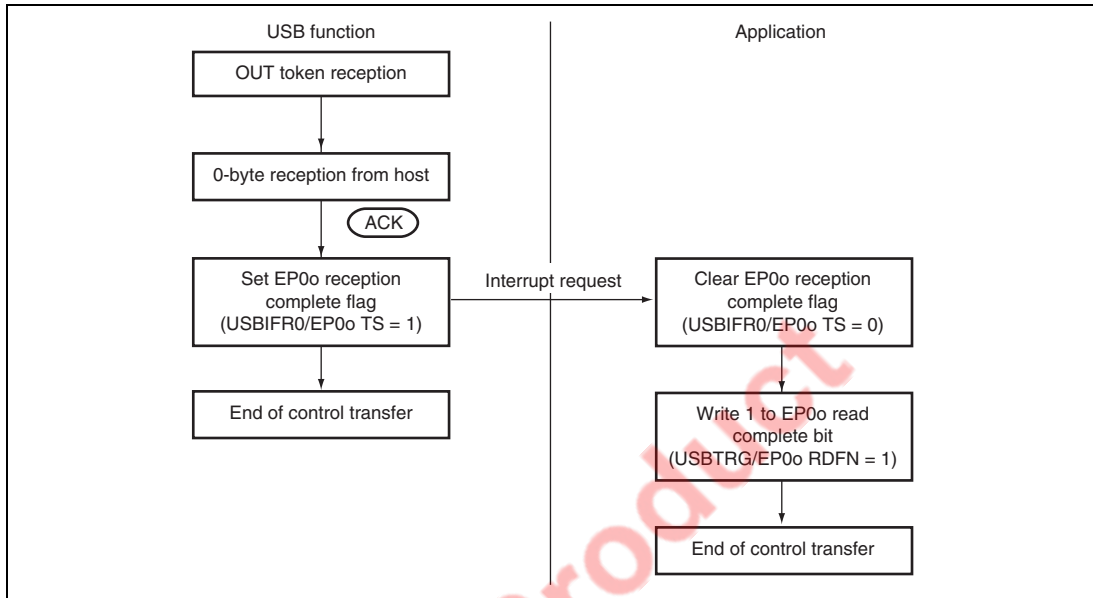 USB function
Application
OUT token reception
0-byte reception from host
ACK
Set EP0o reception
complete flag
(USBIFR0/EP0o TS = 1)
Interrupt request
Clear EP0o reception
complete flag
(USBIFR0/EP0o TS = 0)
End of control transfer
Write 1 to EP0o read
complete bit
(USBTRG/EP0o RDFN = 1)
End of control transfer
Product